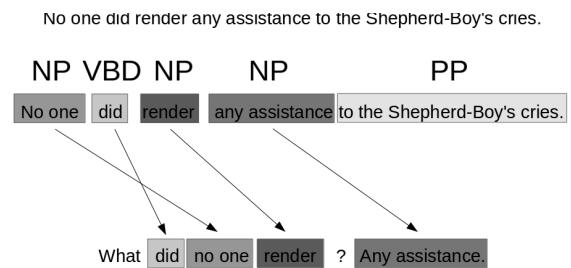 No one did render any assistance to the Shepherd-Boy's cries.
NP VBD NP NP PP
No one did render any assistance to the Shepherd-Boy's cries.
What did no one render ? Any assistance.